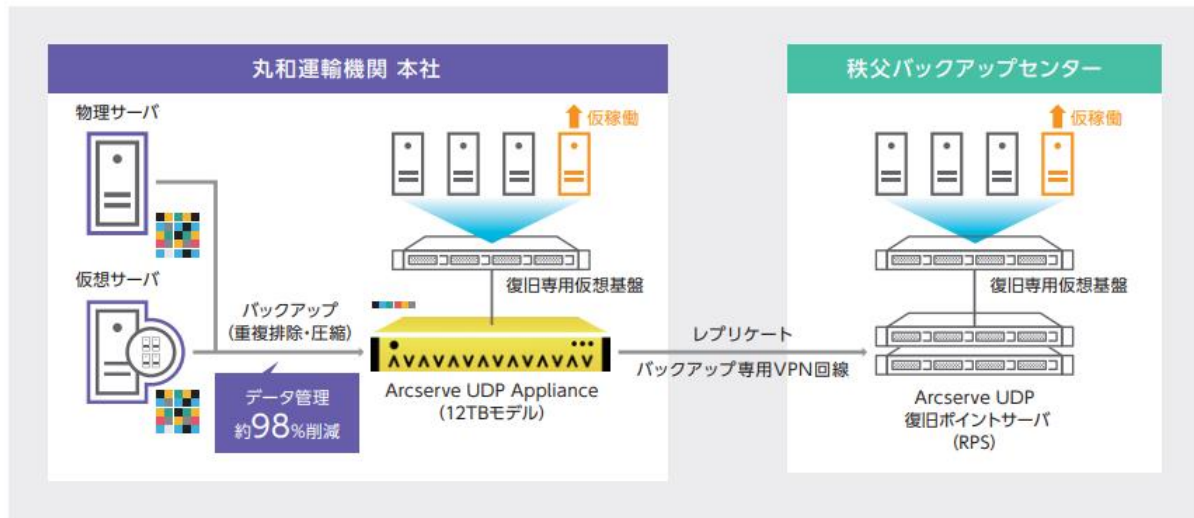 丸和運輸機関 本社
物理サーバ
仮稼働
復旧専用仮想基盤
仮想サーバ
バックアップ
(重複排除・圧縮)
データ管理
約98%削減
Arcserve UDP Appliance
(12TBモデル)
レプリケート
バックアップ専用VPN回線
秩父バックアップセンター
仮稼働
復旧専用仮想基盤
Arcserve UDP
復旧ポイントサーバ
(RPS)